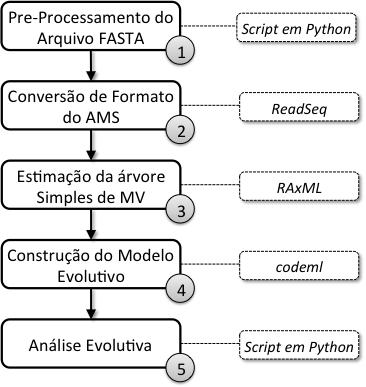 Pre-Processamento do
Arquivo FASTA
1
Script em Python
Conversão de Formato
do AMS
2
ReadSeq
Estimação da árvore
Simples de MV
3
RAxML
Construção do Modelo
Evolutivo
4
codeml
Análise Evolutiva
5
Script em Python